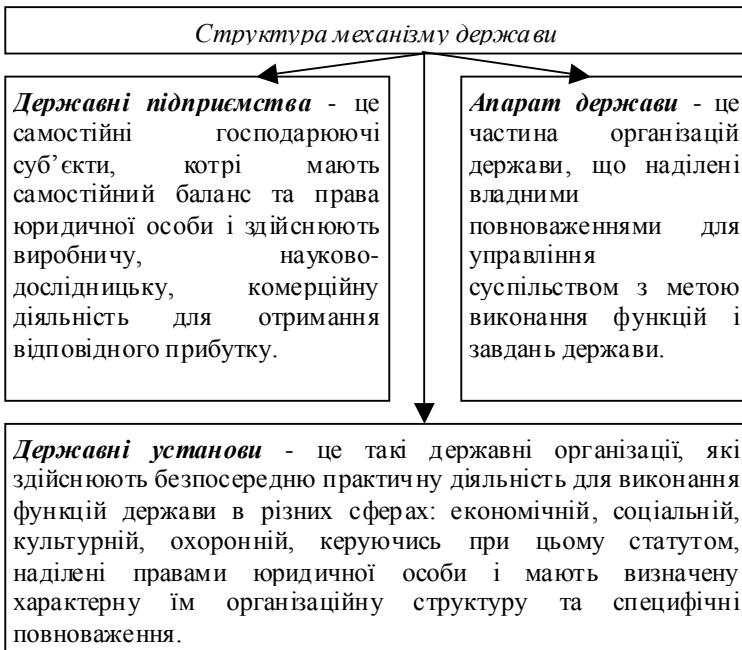 Структура механізму держави
Державні підприємства - це
самостійні господарюючі
суб’єкти, котрі мають
самостійний баланс та права
юридичної особи і здійснюють
виробничу, науково-
дослідницьку, комерційну
діяльність для отримання
відповідного прибутку.
Апарат держави - це
частина організацій
держави, що наділені
владними
повноваженнями для
управління
суспільством з метою
виконання функцій і
завдань держави.
Державні установи - це такі державні організації, які
здійснюють безпосередню практичну діяльність для виконання
функцій держави в різних сферах: економічній, соціальній,
культурній, охоронній, керуючись при цьому статутом,
наділені правами юридичної особи і мають визначену
характерну їм організаційну структуру та специфічні
повноваження.